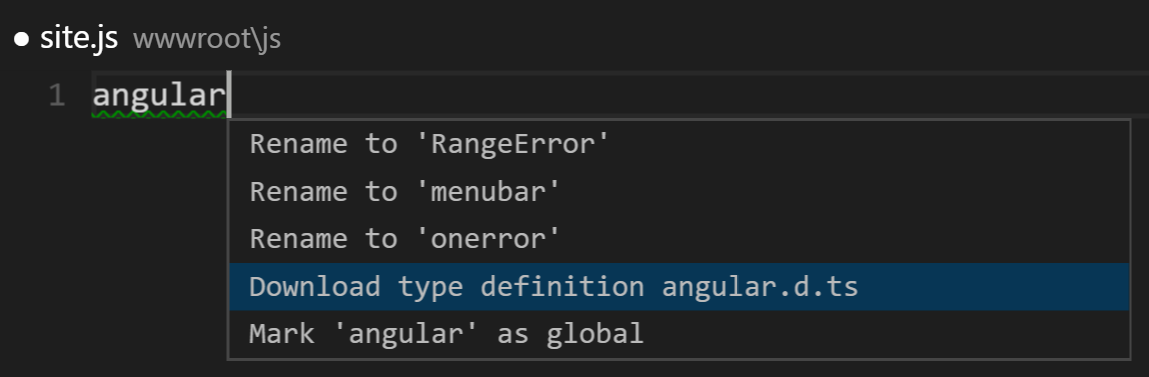 ● site.js wwwroot\js
1 angular
Rename to 'RangeError'
Rename to 'menubar'
Rename to 'onerror'
Download type definition angular.d.ts
Mark 'angular' as global